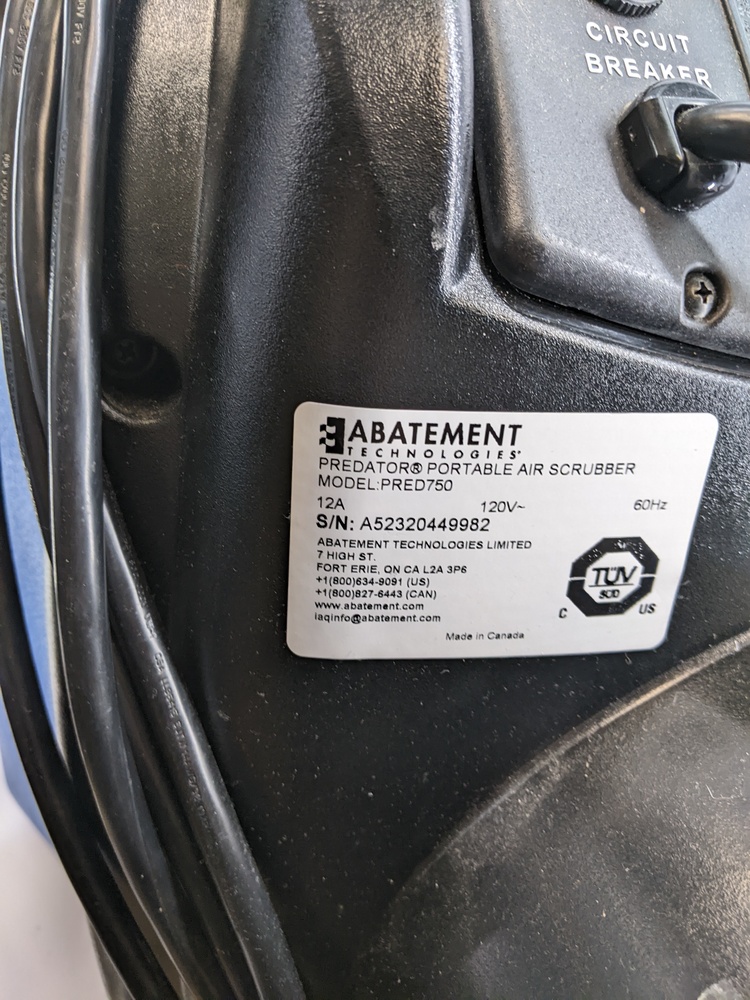 CIRCUIT
BREAKER
ABATEMENT
TECHNOLOGIES®
PREDATOR® PORTABLE AIR SCRUBBER
MODEL:PRED750
12A 120V~ 60Hz
S/N: A52320449982
ABATEMENT TECHNOLOGIES LIMITED
7 HIGH ST.
FORT ERIE, ON CA L2A 3P6
+1(800)634-9091 (US)
+1(800)827-6443 (CAN)
www.abatement.com
iaqinfo@abatement.com
TÜV
SÜD
C US
Made in Canada